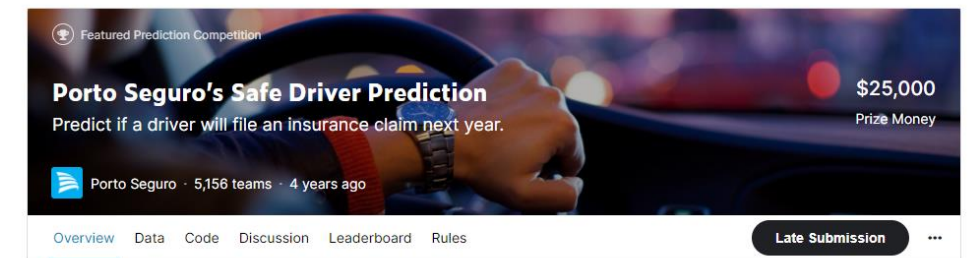 Featured Prediction Competition
Porto Seguro's Safe Driver Prediction
$25,000
Predict if a driver will file an insurance claim next year.
Prize Money
Porto Seguro · 5,156 teams · 4 years ago
Overview Data Code Discussion Leaderboard Rules Late Submission ...